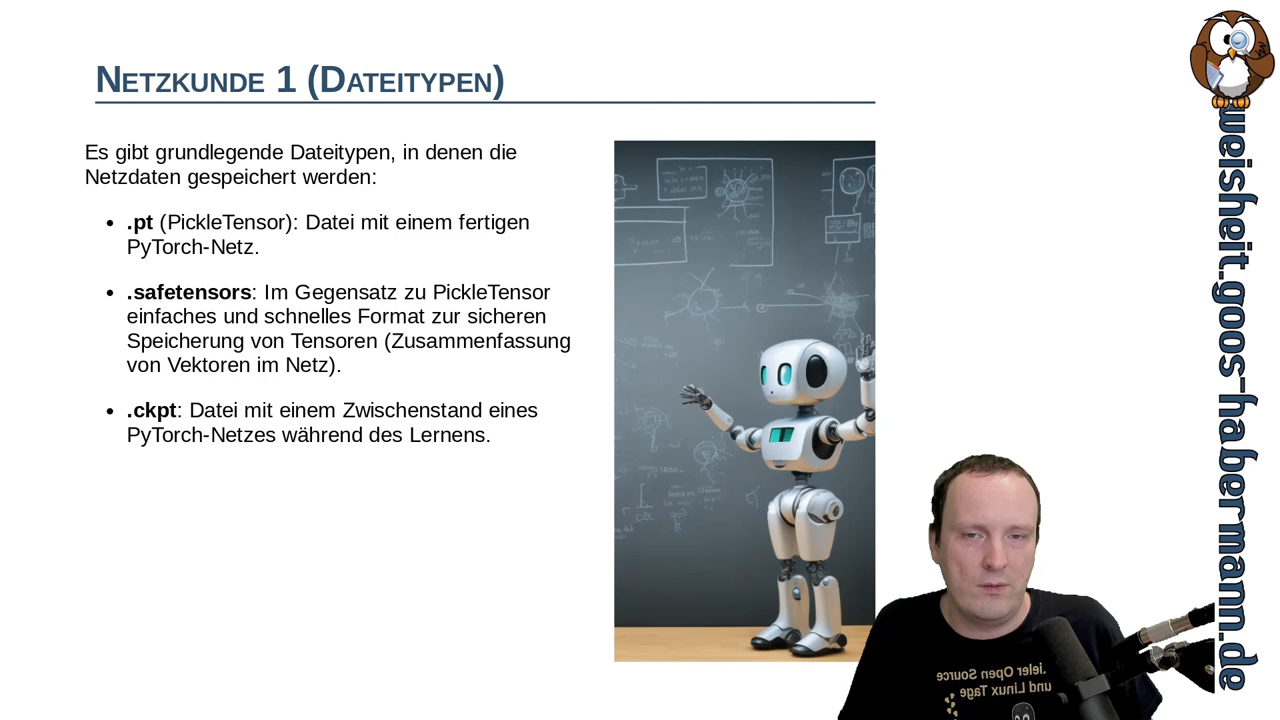 Netzkunde 1 (Dateitypen)
Es gibt grundlegende Dateitypen, in denen die
Netzdaten gespeichert werden:
• .pt (PickleTensor): Datei mit einem fertigen
PyTorch-Netz.
• .safetensors: Im Gegensatz zu PickleTensor
einfaches und schnelles Format zur sicheren
Speicherung von Tensoren (Zusammenfassung
von Vektoren im Netz).
• .ckpt: Datei mit einem Zwischenstand eines
PyTorch-Netzes während des Lernens.
weisheit.goos-habermann.de
ieler Open Source
und Linux Tage